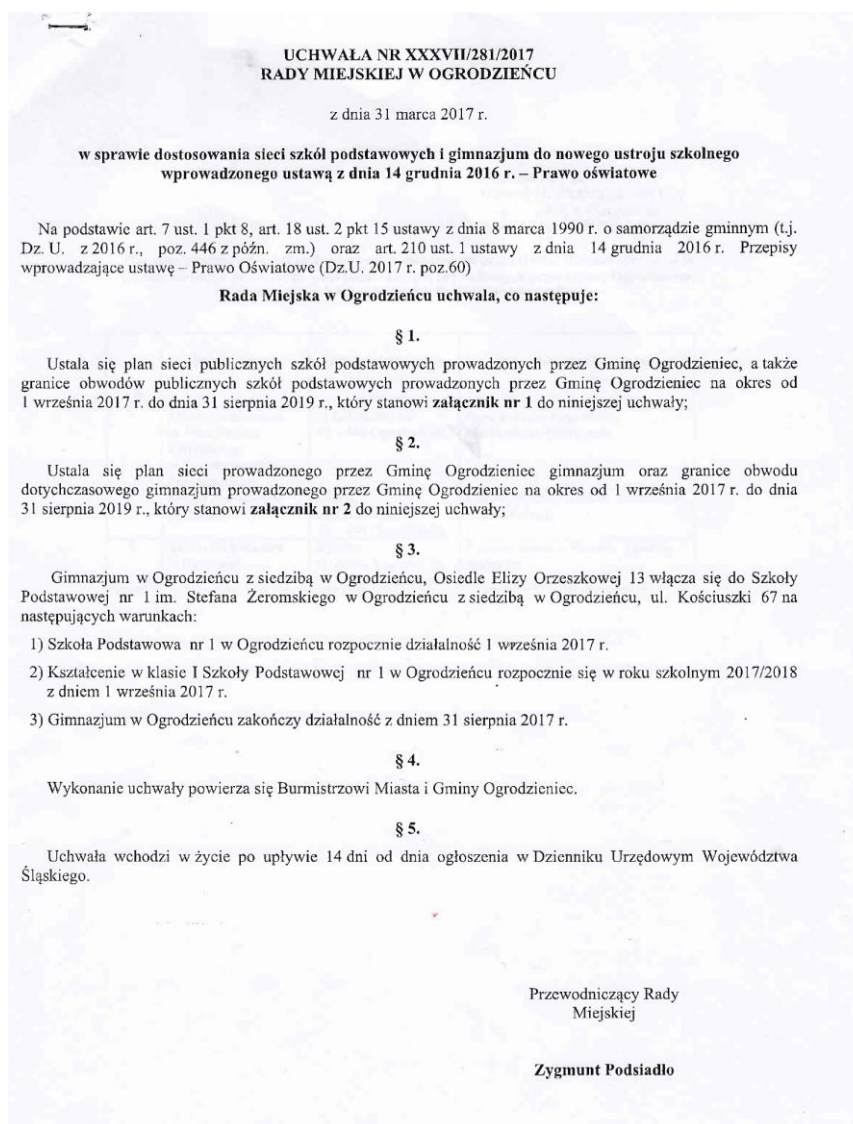 UCHWAŁA NR XXXVII/281/2017
RADY MIEJSKIEJ W OGRODZIEŃCU
z dnia 31 marca 2017 r.
w sprawie dostosowania sieci szkół podstawowych i gimnazjum do nowego ustroju szkolnego
wprowadzonego ustawą z dnia 14 grudnia 2016 r. – Prawo oświatowe
Na podstawie art. 7 ust. 1 pkt 8, art. 18 ust. 2 pkt 15 ustawy z dnia 8 marca 1990 r. o samorządzie gminnym (t.j.
Dz. U. z 2016 r., poz. 446 z późn. zm.) oraz art. 210 ust. 1 ustawy z dnia 14 grudnia 2016 r. Przepisy
wprowadzające ustawę – Prawo Oświatowe (Dz.U. 2017 r. poz.60)
Rada Miejska w Ogrodzieńcu uchwala, co następuje:
§ 1.
Ustala się plan sieci publicznych szkół podstawowych prowadzonych przez Gminę Ogrodzieniec, a także
granice obwodów publicznych szkół podstawowych prowadzonych przez Gminę Ogrodzieniec na okres od
1 września 2017 r. do dnia 31 sierpnia 2019 r., który stanowi załącznik nr 1 do niniejszej uchwały;
§ 2.
Ustala się plan sieci prowadzonego przez Gminę Ogrodzieniec gimnazjum oraz granice obwodu
dotychczasowego gimnazjum prowadzonego przez Gminę Ogrodzieniec na okres od 1 września 2017 r. do dnia
31 sierpnia 2019 r., który stanowi załącznik nr 2 do niniejszej uchwały;
§ 3.
Gimnazjum w Ogrodzieńcu z siedzibą w Ogrodzieńcu, Osiedle Elizy Orzeszkowej 13 włącza się do Szkoły
Podstawowej nr 1 im. Stefana Żeromskiego w Ogrodzieńcu z siedzibą w Ogrodzieńcu, ul. Kościuszki 67 na
następujących warunkach:
1) Szkoła Podstawowa nr 1 w Ogrodzieńcu rozpocznie działalność 1 września 2017 r.
2) Kształcenie w klasie I Szkoły Podstawowej nr 1 w Ogrodzieńcu rozpocznie się w roku szkolnym 2017/2018
z dniem 1 września 2017 r.
3) Gimnazjum w Ogrodzieńcu zakończy działalność z dniem 31 sierpnia 2017 r.
§ 4.
Wykonanie uchwały powierza się Burmistrzowi Miasta i Gminy Ogrodzieniec.
§ 5.
Uchwała wchodzi w życie po upływie 14 dni od dnia ogłoszenia w Dzienniku Urzędowym Województwa
Śląskiego.
Przewodniczący Rady
Miejskiej
Zygmunt Podsiadło